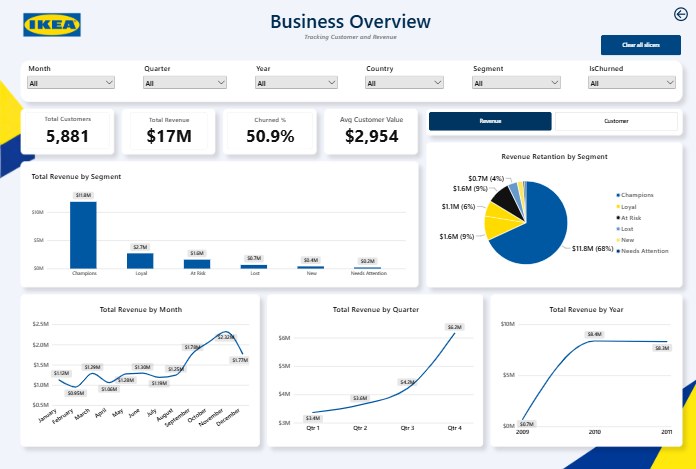 IKEA
Business Overview
Tracking Customer and Revenue
Clear all slicers
Month Quarter Year Country Segment IsChurned
All All All All All All
Total Customers Total Revenue Churned % Avg Customer Value
5,881 $17M 50.9% $2,954
Revenue Customer
Total Revenue by Segment
$10M
$5M
$0M
$11.8M $2.7M $1.6M $0.7M $0.4M $0.2M
Champions Loyal At Risk Lost New Needs Attention
Revenue Retantion by Segment
$0.7M (4%)
$1.6M (9%)
$1.1M (6%)
$1.6M (9%)
$11.8M (68%)
Champions
Loyal
At Risk
Lost
New
Needs Attention
Total Revenue by Month
$2.5M
$2.0M
$1.5M
$1.0M
$0.5M
$1.12M $0.95M $1.29M $1.06M $1.28M $1.30M $1.19M $1.25M $2.32M $1.77M
January February March April May June July August September October November December
Total Revenue by Quarter
$6M
$5M
$4M
$3M
$3.4M $3.6M $4.2M $6.2M
Qtr 1 Qtr 2 Qtr 3 Qtr 4
Total Revenue by Year
$10M
$5M
$0M
$0.7M $8.4M $8.3M
2009 2010 2011